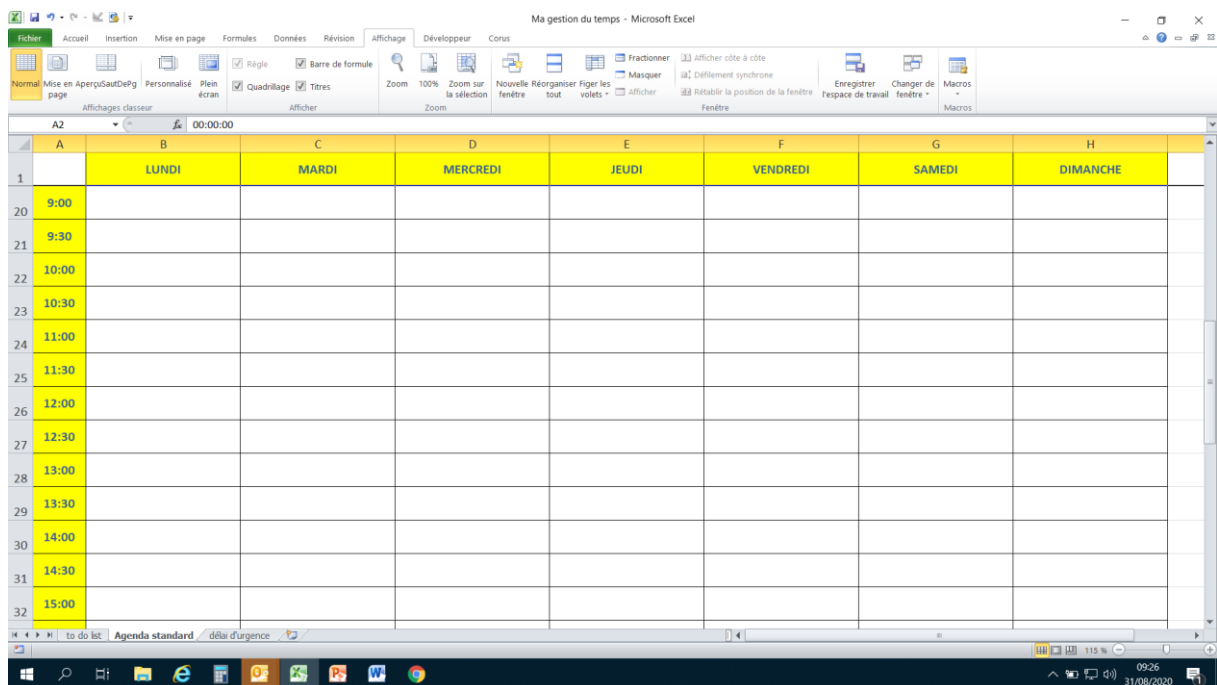 Ma gestion du temps - Microsoft Excel
Fichier Accueil Insertion Mise en page Formules Données Révision Affichage Développeur Corus
Normal Mise en page AperçuSautDePg Personnalisé Plein écran
Affichages classeur
Règle Barre de formule
Quadrillage Titres
Afficher
Zoom 100% Zoom sur la sélection
Zoom
Nouvelle fenêtre Réorganiser tout Figer les volets
Fractionner
Masquer
Afficher
Afficher côte à côte
Défilement synchrone
Rétablir la position de la fenêtre
Enregistrer l'espace de travail Changer de fenêtre
Fenêtre
Macros
Macros
A2 fx 00:00:00
A B C D E F G H
1 LUNDI MARDI MERCREDI JEUDI VENDREDI SAMEDI DIMANCHE
20 9:00
21 9:30
22 10:00
23 10:30
24 11:00
25 11:30
26 12:00
27 12:30
28 13:00
29 13:30
30 14:00
31 14:30
32 15:00
to do list Agenda standard délai d'urgence
115 %
09:26
31/08/2020